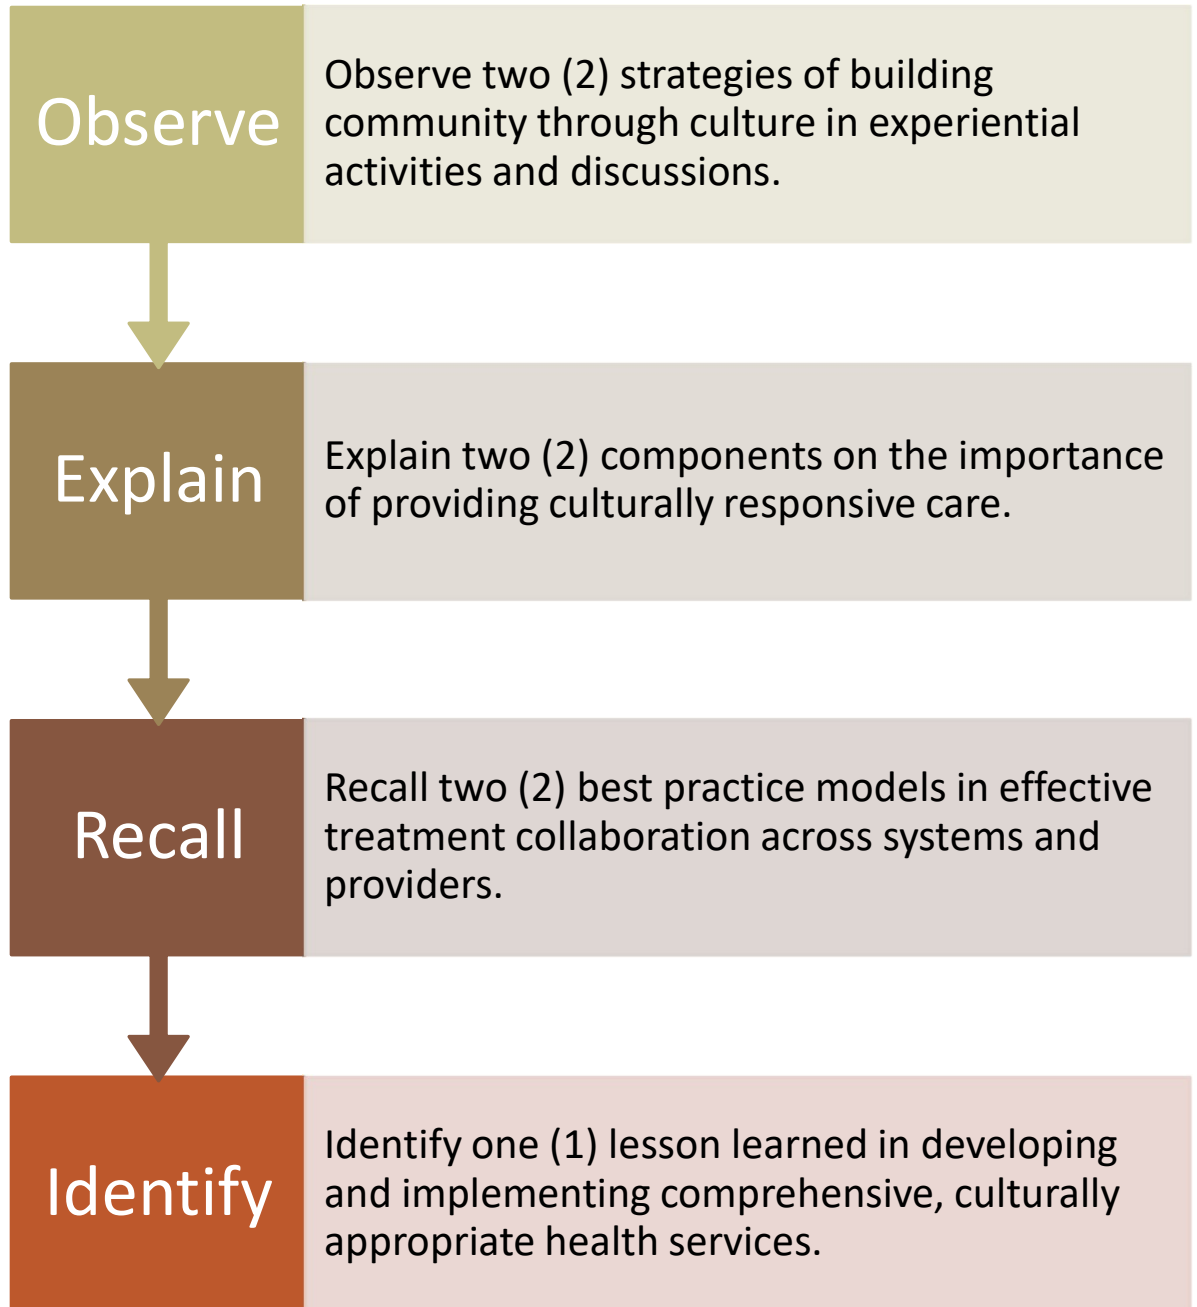 Observe
Observe two (2) strategies of building
community through culture in experiential
activities and discussions.
Explain
Explain two (2) components on the importance
of providing culturally responsive care.
Recall
Recall two (2) best practice models in effective
treatment collaboration across systems and
providers.
Identify
Identify one (1) lesson learned in developing
and implementing comprehensive, culturally
appropriate health services.